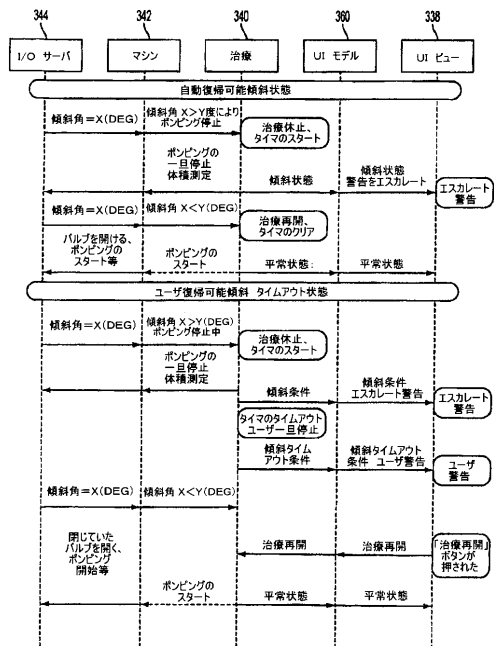 344 342 340 360 338
I/O サーバ マシン 治療 UI モデル UI ビュー
自動復帰可能傾斜状態
傾斜角=X(DEG)
傾斜角 X>Y度により
ポンピング停止
治療休止、
タイマのスタート
ポンピングの
一旦停止
体積測定
傾斜状態
傾斜状態
警告をエスカレート
エスカレート
警告
傾斜角=X(DEG)
傾斜角 X<Y(DEG)
治療再開、
タイマのクリア
バルブを開ける、
ポンピングの
スタート等
ポンピングの
スタート
平常状態:
平常状態
ユーザ復帰可能傾斜 タイムアウト状態
傾斜角=X(DEG)
傾斜角 X>Y(DEG)
ポンピング停止中
治療休止、
タイマのスタート
ポンピングの
一旦停止
体積測定
傾斜条件
傾斜条件
エスカレート警告
エスカレート
警告
タイマのタイムアウト
ユーザー旦停止
傾斜タイム
アウト条件
傾斜タイムアウト
条件 ユーザ警告
ユーザ
警告
傾斜角=X(DEG)
傾斜角 X<Y(DEG)
閉じていた
バルブを開く、
ポンピング
開始等
治療再開
治療再開
「治療再開」
ボタンが
押された
ポンピングの
スタート
平常状態
平常状態